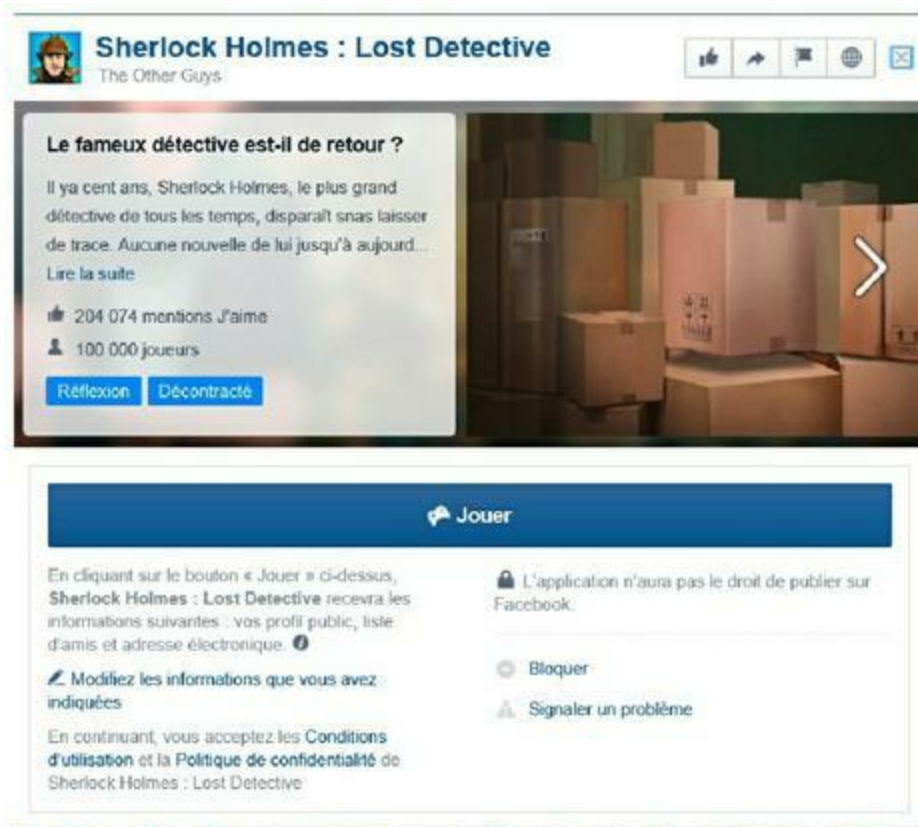 Sherlock Holmes : Lost Detective
The Other Guys
Le fameux détective est-il de retour ?
Il ya cent ans, Sherlock Holmes, le plus grand
détective de tous les temps, disparaît snas laisser
de trace. Aucune nouvelle de lui jusqu'à aujourd...
Lire la suite
204 074 mentions J'aime
100 000 joueurs
Réflexion Décontracté
Jouer
En cliquant sur le bouton « Jouer » ci-dessus,
Sherlock Holmes : Lost Detective recevra les
informations suivantes : vos profil public, liste
d'amis et adresse électronique.
Modifiez les informations que vous avez
indiquées
En continuant, vous acceptez les Conditions
d'utilisation et la Politique de confidentialité de
Sherlock Holmes : Lost Detective
L'application n'aura pas le droit de publier sur
Facebook.
Bloquer
Signaler un problème